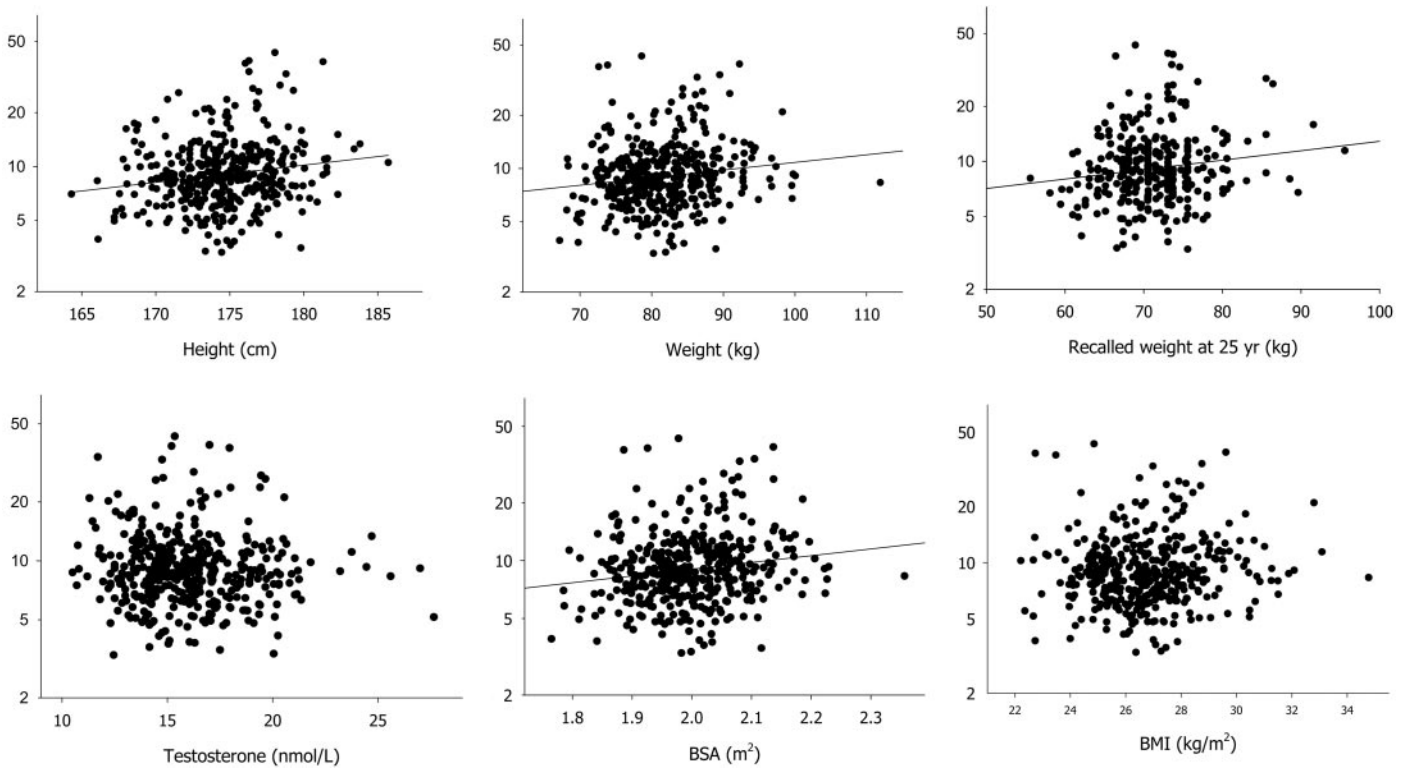 50
20
10
5
2
165 170 175 180 185
Height (cm)
50
20
10
5
2
70 80 90 100 110
Weight (kg)
50
20
10
5
2
50 60 70 80 90 100
Recalled weight at 25 yr (kg)
50
20
10
5
2
10 15 20 25
Testosterone (nmol/L)
50
20
10
5
2
1.8 1.9 2.0 2.1 2.2 2.3
BSA (m²)
50
20
10
5
2
22 24 26 28 30 32 34
BMI (kg/m²)